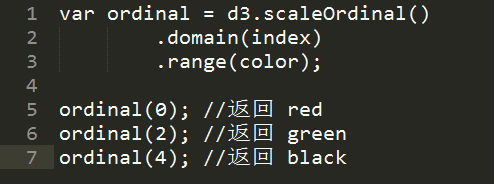 1 var ordinal = d3.scaleOrdinal()
2         .domain(index)
3         .range(color);
4
5 ordinal(0); //返回 red
6 ordinal(2); //返回 green
7 ordinal(4); //返回 black